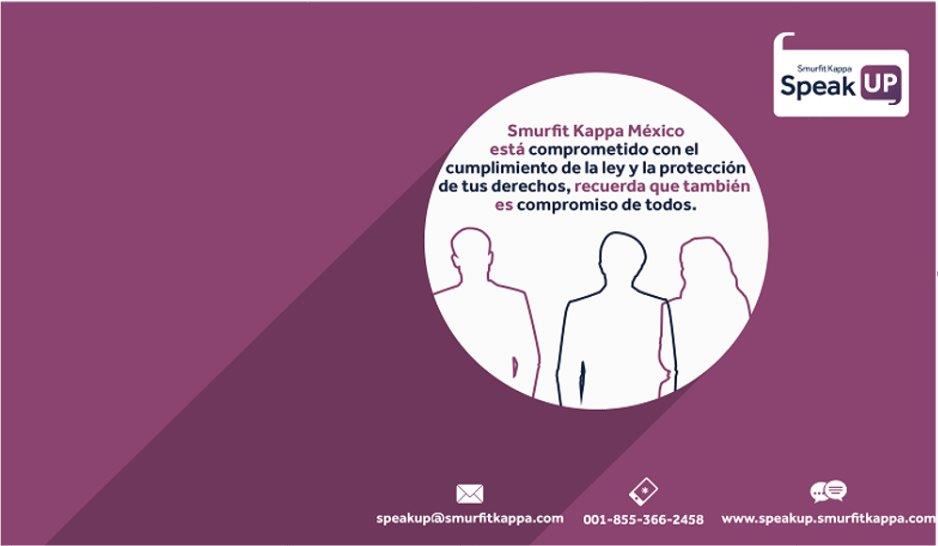 Smurfit Kappa
Speak UP
Smurfit Kappa México
está comprometido con el
cumplimiento de la ley y la protección
de tus derechos, recuerda que también
es compromiso de todos.
speakup@smurfitkappa.com
001-855-366-2458
www.speakup.smurfitkappa.com